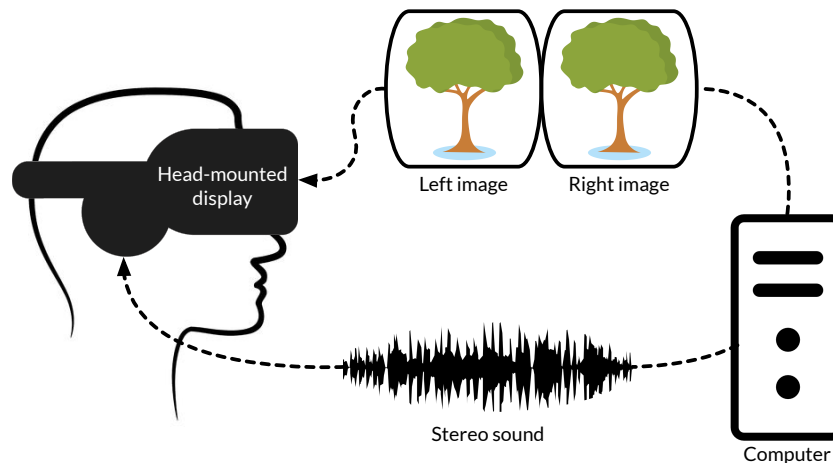 Head-mounted
display
Left image
Right image
Stereo sound
Computer